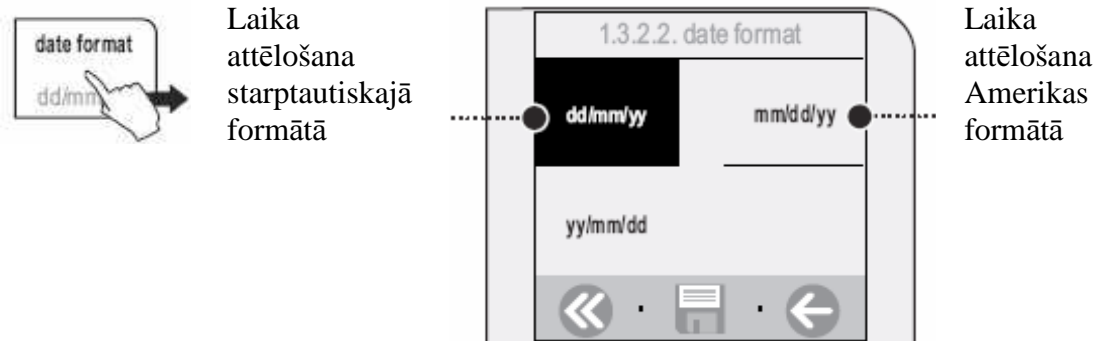 date format
dd/mm
Laika
attēlošana
starptautiskajā
formātā
1.3.2.2. date format
dd/mm/yy
mm/dd/yy
yy/mm/dd
Laika
attēlošana
Amerikas
formātā